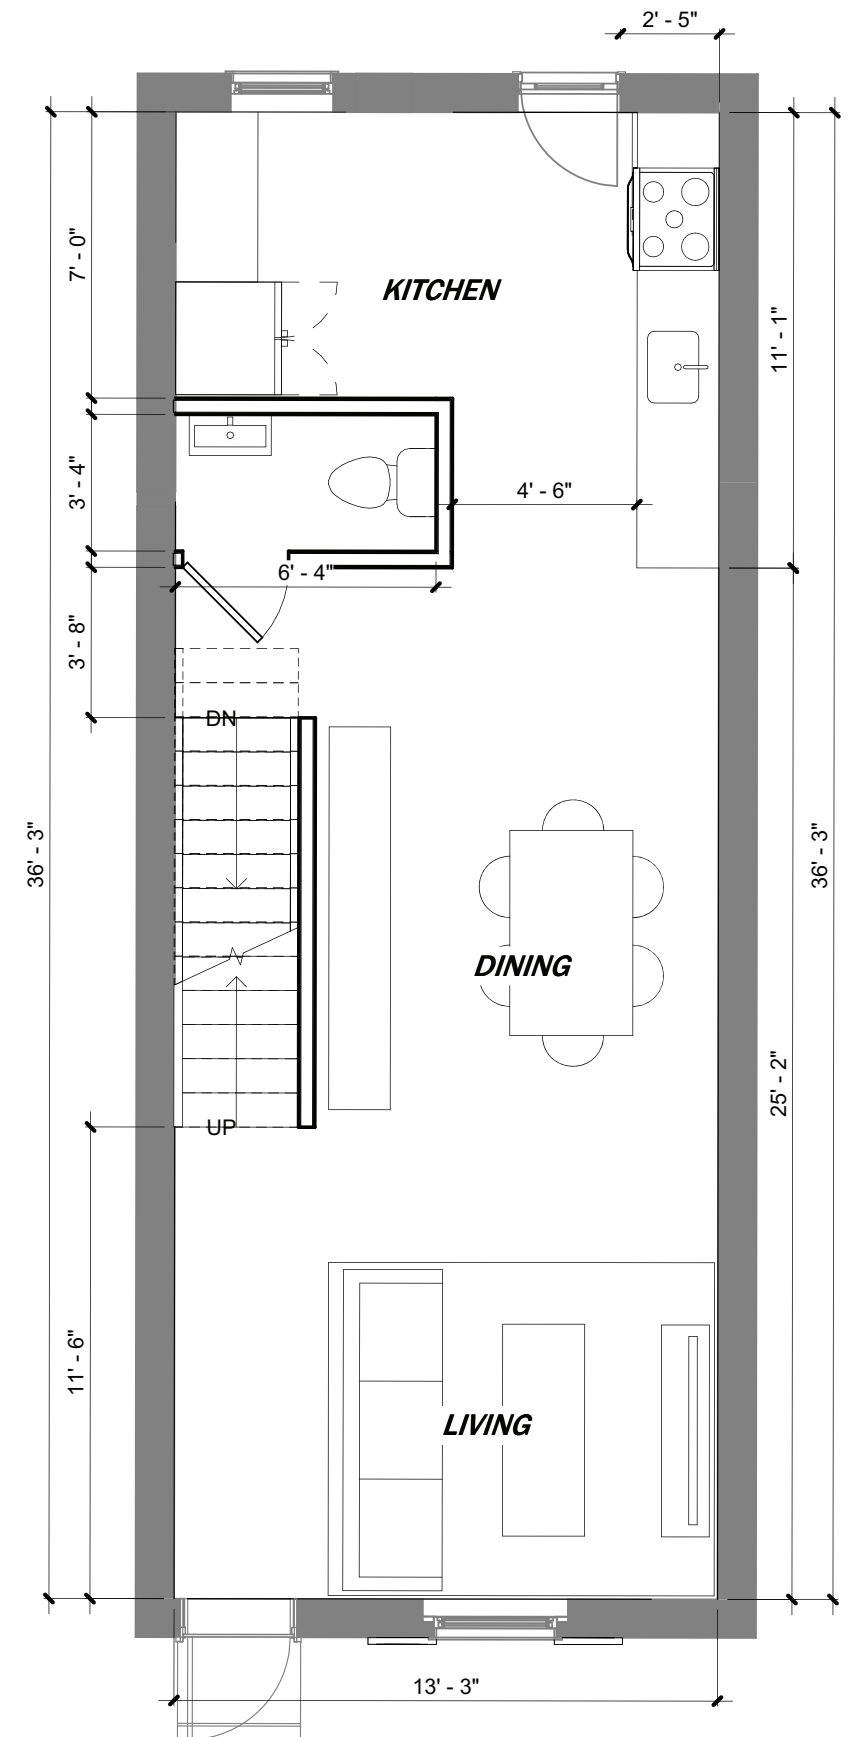 2' - 5"
7' - 0"
KITCHEN
11' - 1"
3' - 4"
4' - 6"
6' - 4"
3' - 8"
DN
36' - 3"
36' - 3"
DINING
25' - 2"
UP
11' - 6"
LIVING
13' - 3"